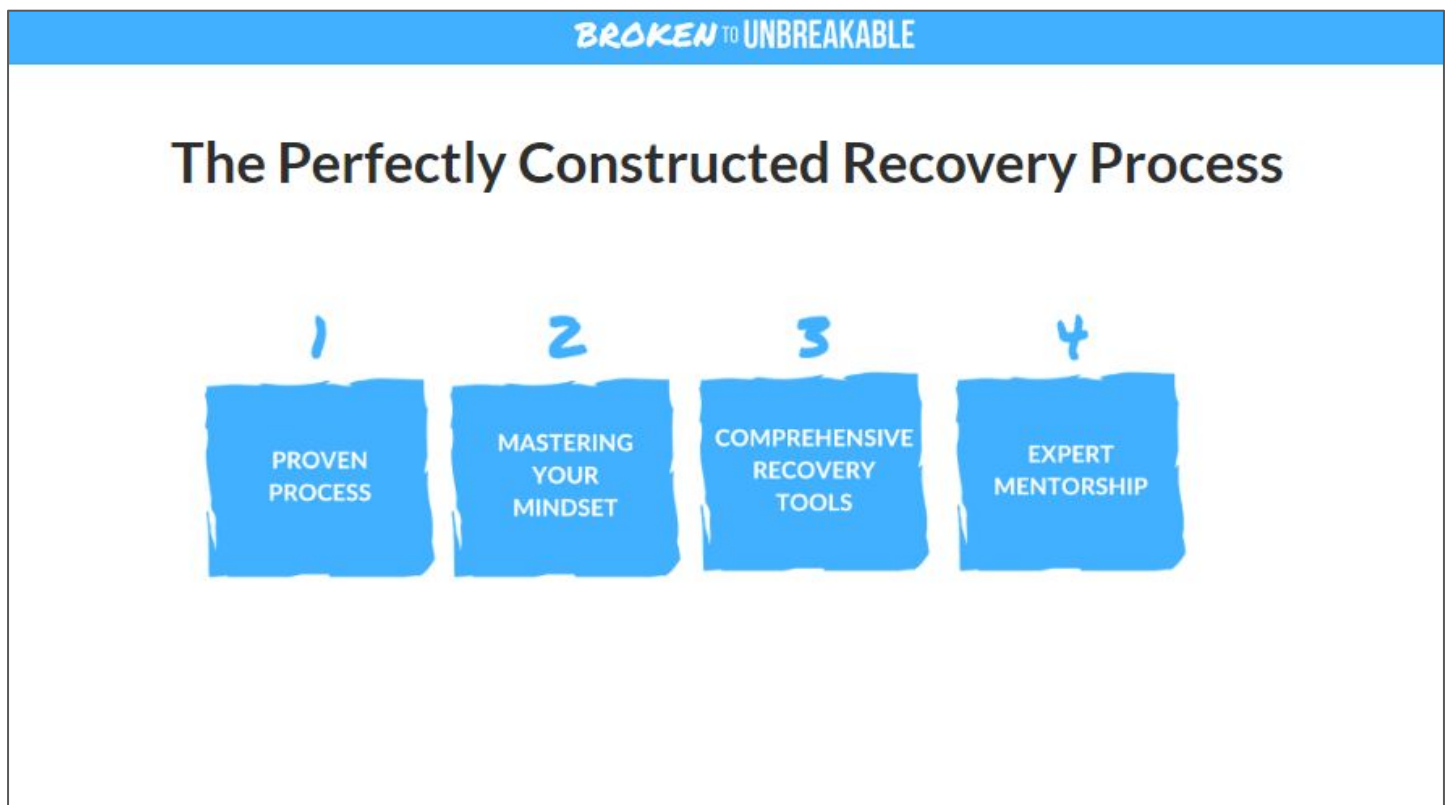 BROKEN TO UNBREAKABLE
The Perfectly Constructed Recovery Process
1
PROVEN
PROCESS
2
MASTERING
YOUR
MINDSET
3
COMPREHENSIVE
RECOVERY
TOOLS
4
EXPERT
MENTORSHIP